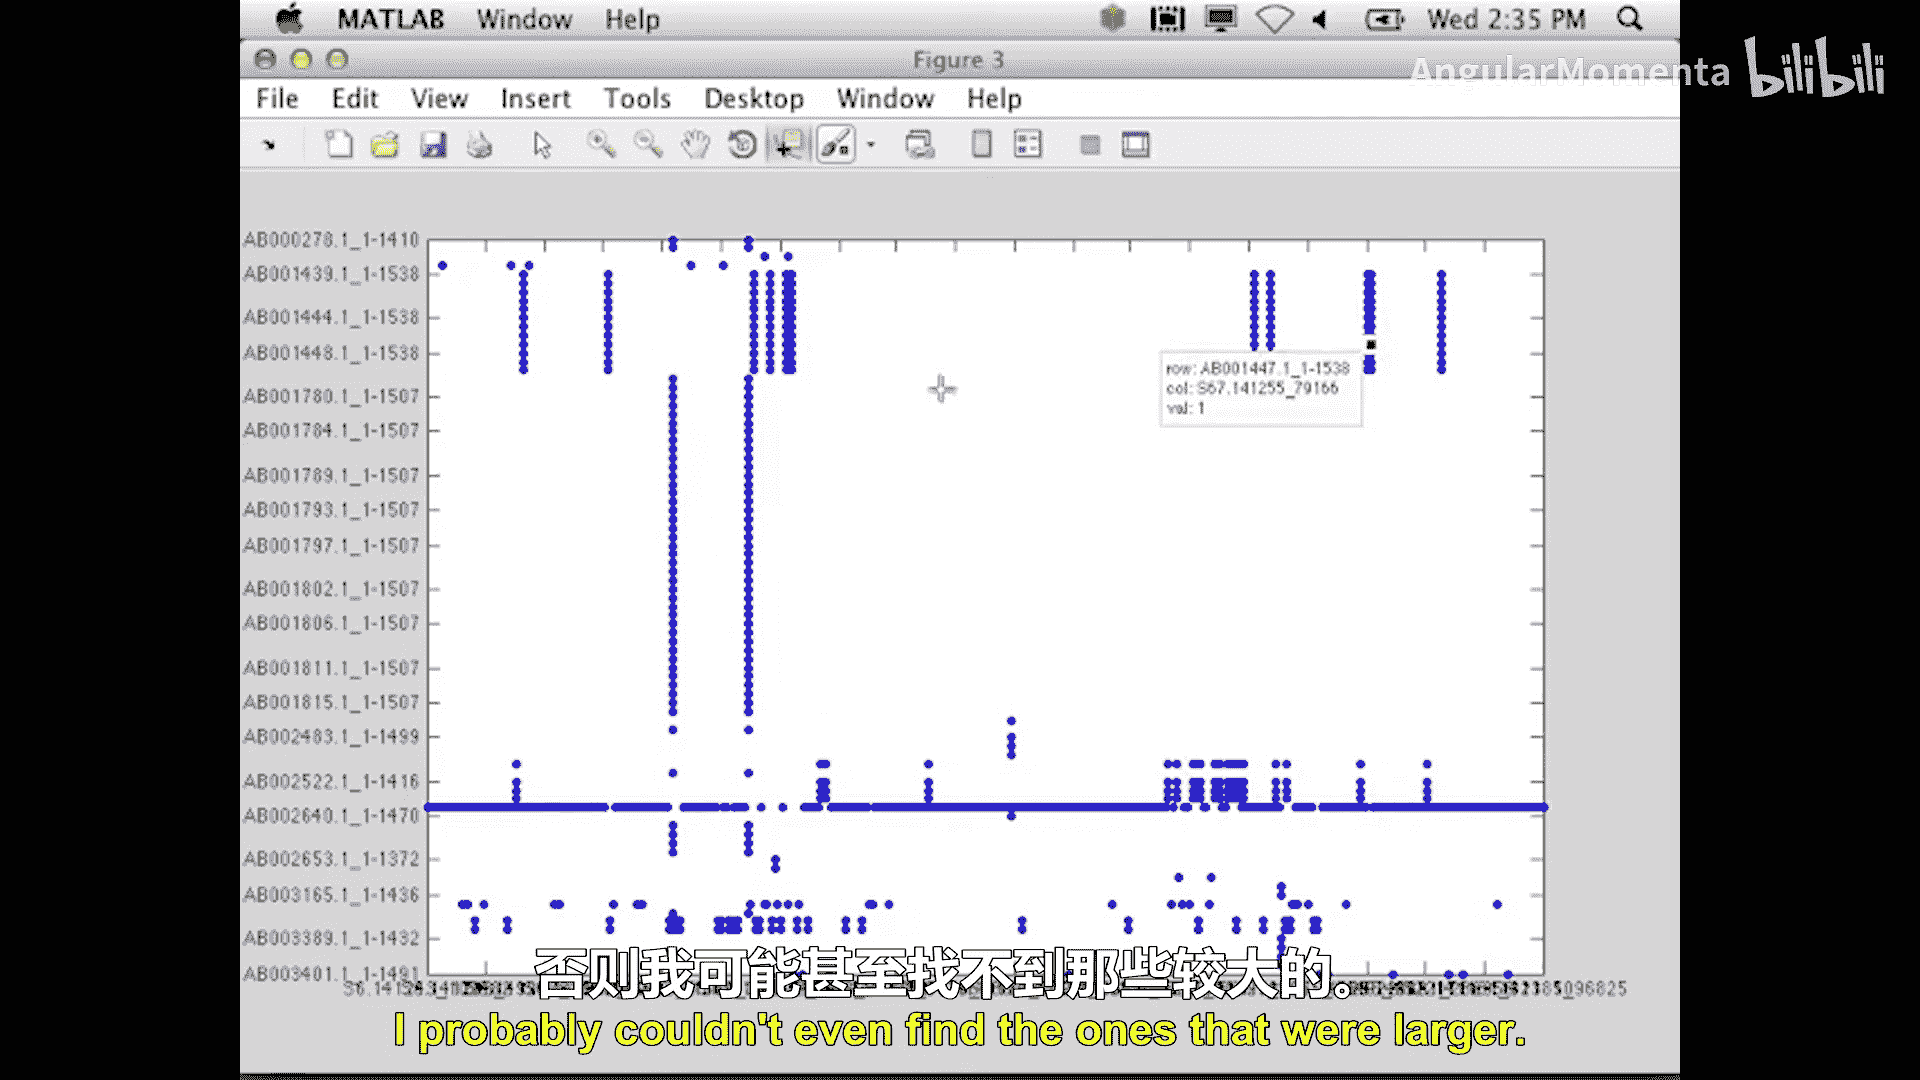 MATLAB Window Help Wed 2:35 PM
Figure 3
AngularMomenta bilibili
File Edit View Insert Tools Desktop Window Help
AB000278.1_1-1410
AB001439.1_1-1538
AB001444.1_1-1538
AB001448.1_1-1538
row: AB001447.1_1-1538
col: S67.141255_79166
val: 1
AB001780.1_1-1507
AB001784.1_1-1507
AB001789.1_1-1507
AB001793.1_1-1507
AB001797.1_1-1507
AB001802.1_1-1507
AB001806.1_1-1507
AB001811.1_1-1507
AB001815.1_1-1507
AB002483.1_1-1499
AB002522.1_1-1416
AB002640.1_1-1470
AB002653.1_1-1372
AB003165.1_1-1436
AB003389.1_1-1432
AB003401.1_1-1491
否则我可能甚至找不到那些较大的。
I probably couldn't even find the ones that were larger.